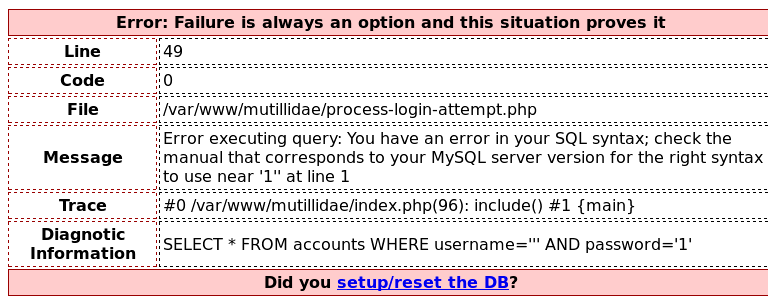 Error: Failure is always an option and this situation proves it
Line 49
Code 0
File /var/www/mutillidae/process-login-attempt.php
Message Error executing query: You have an error in your SQL syntax; check the
manual that corresponds to your MySQL server version for the right syntax
to use near '1'' at line 1
Trace #0 /var/www/mutillidae/index.php(96): include() #1 {main}
Diagnotic
Information SELECT * FROM accounts WHERE username=''' AND password='1'
Did you setup/reset the DB?